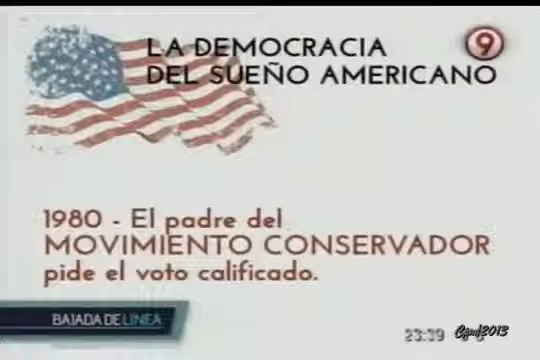 LA DEMOCRACIA
9
DEL SUEÑO AMERICANO
1980 - El padre del
MOVIMIENTO CONSERVADOR
pide el voto calificado.
BAJADA DE LINEA
23:39